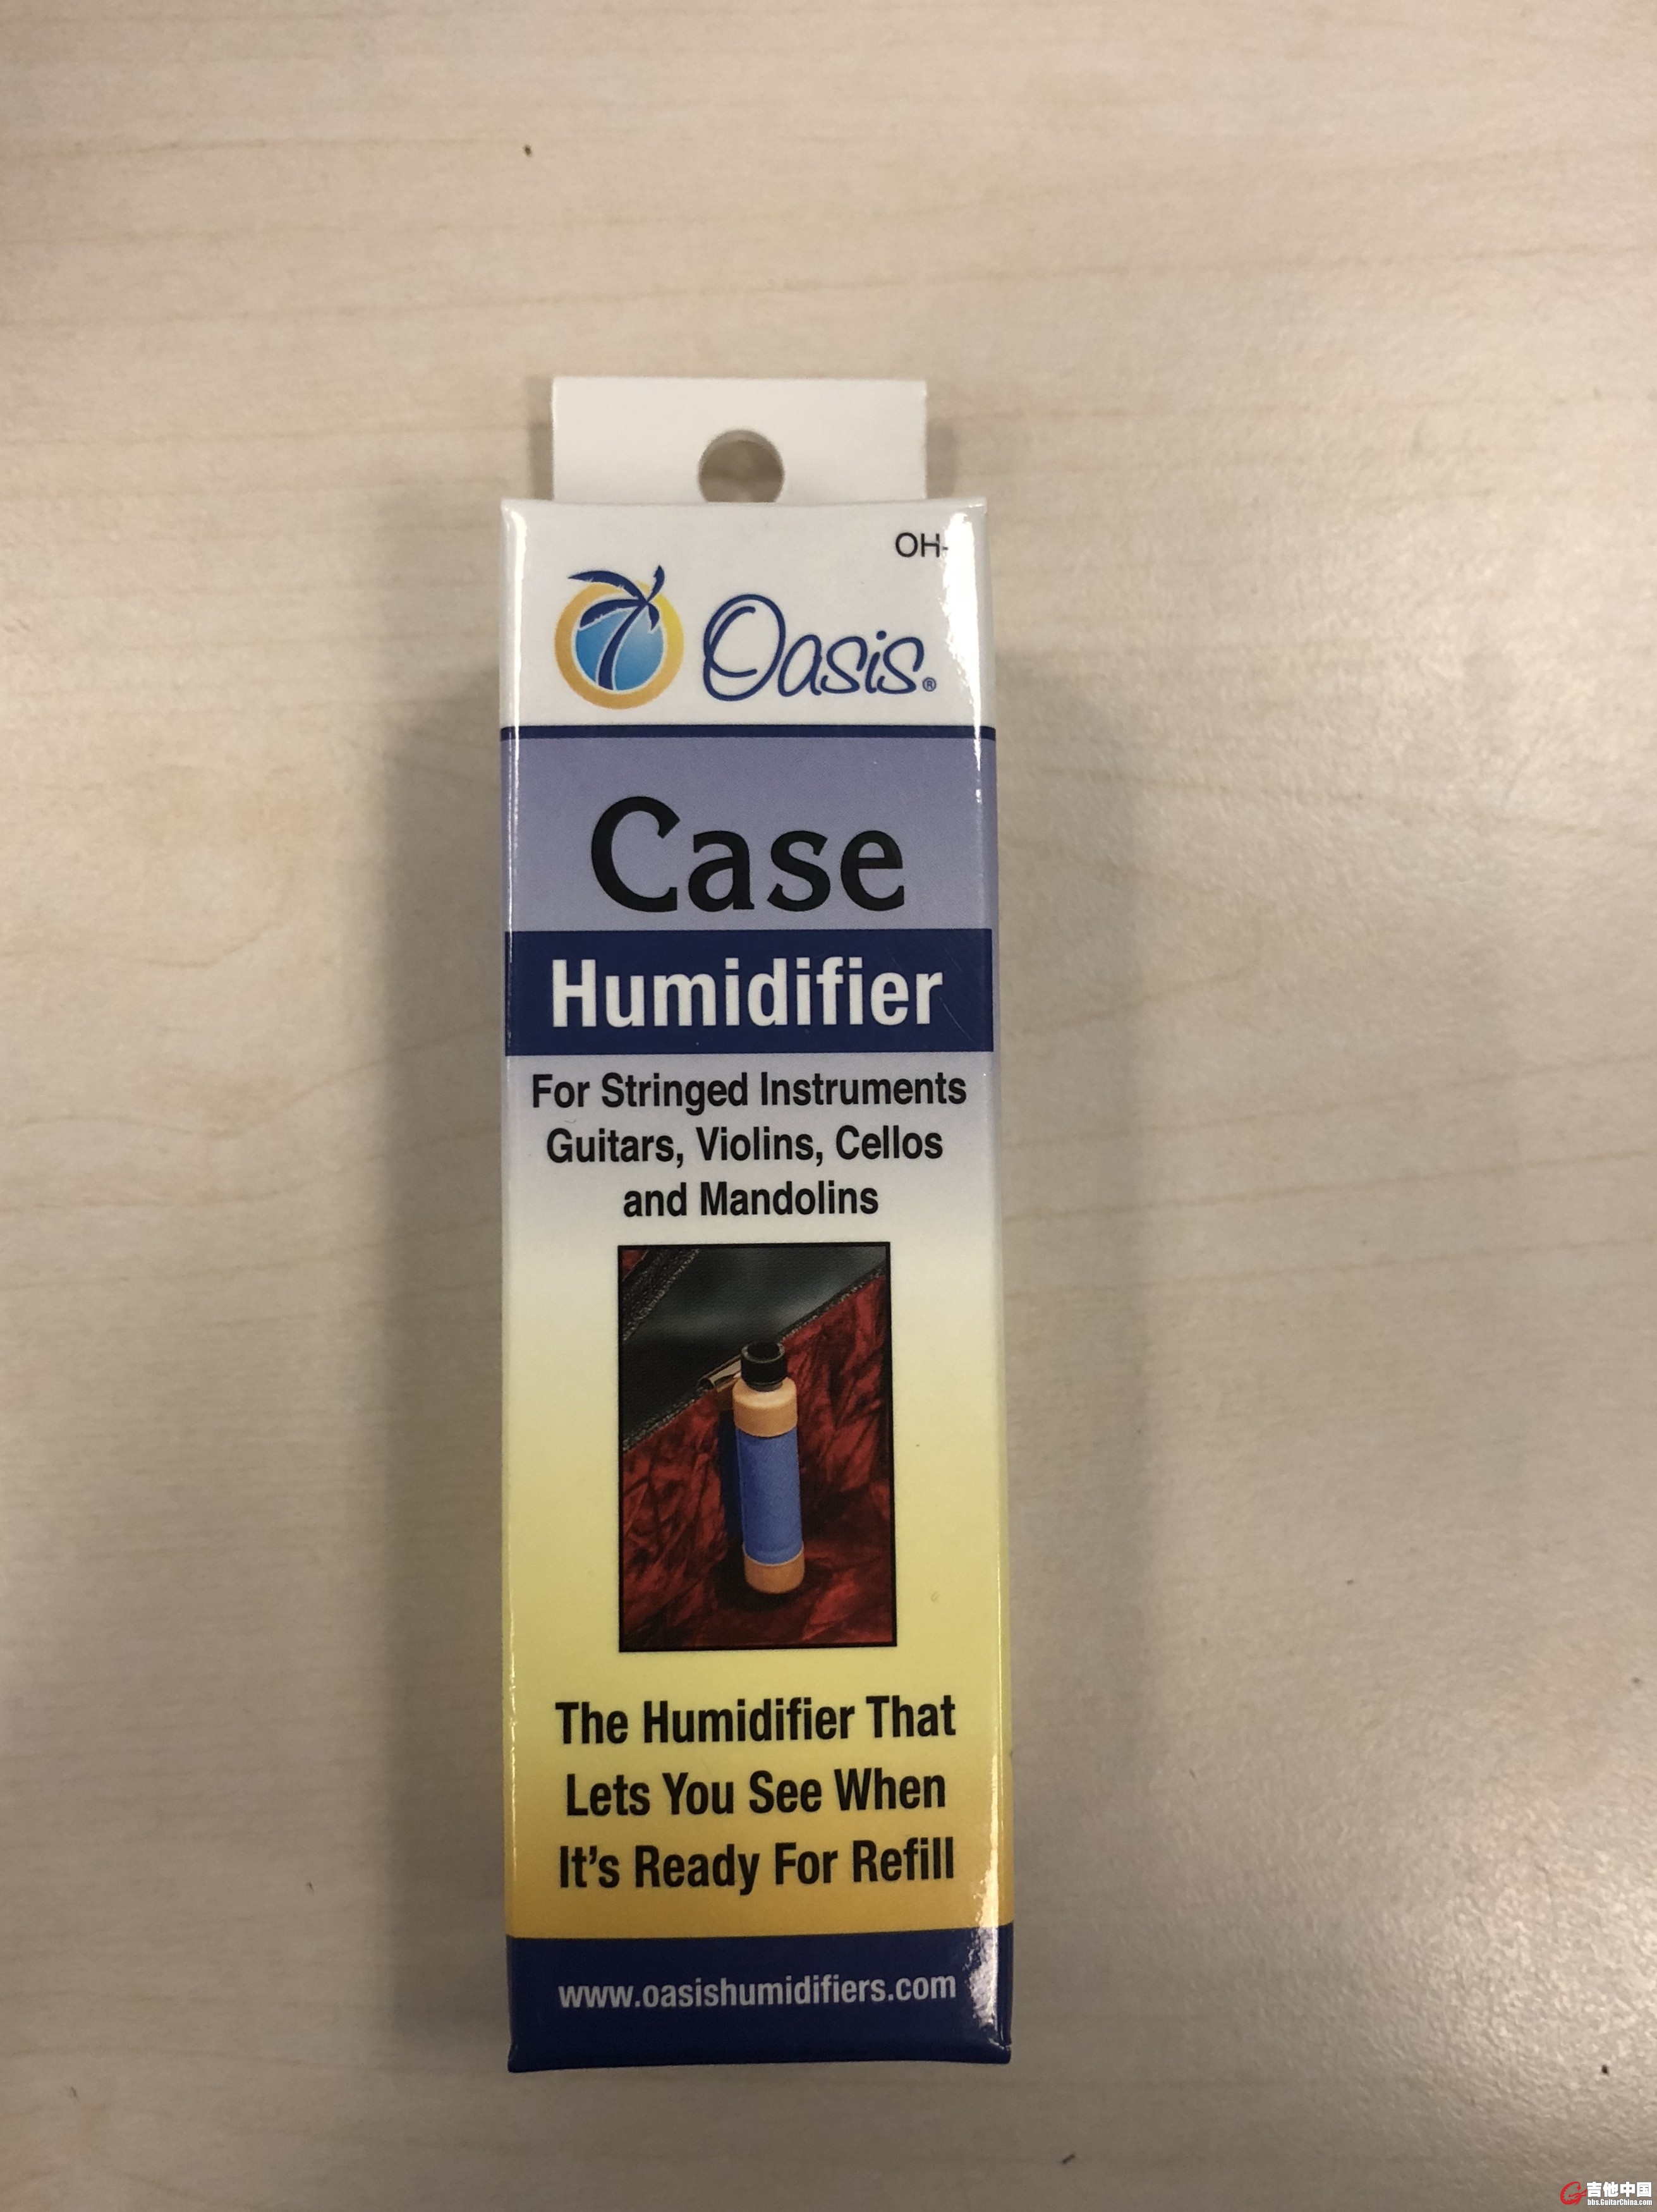 OH-
Oasis®
Case
Humidifier
For Stringed Instruments
Guitars, Violins, Cellos
and Mandolins
The Humidifier That
Lets You See When
It's Ready For Refill
www.oasishumidifiers.com
吉他中国
bbs.GuitarChina.com